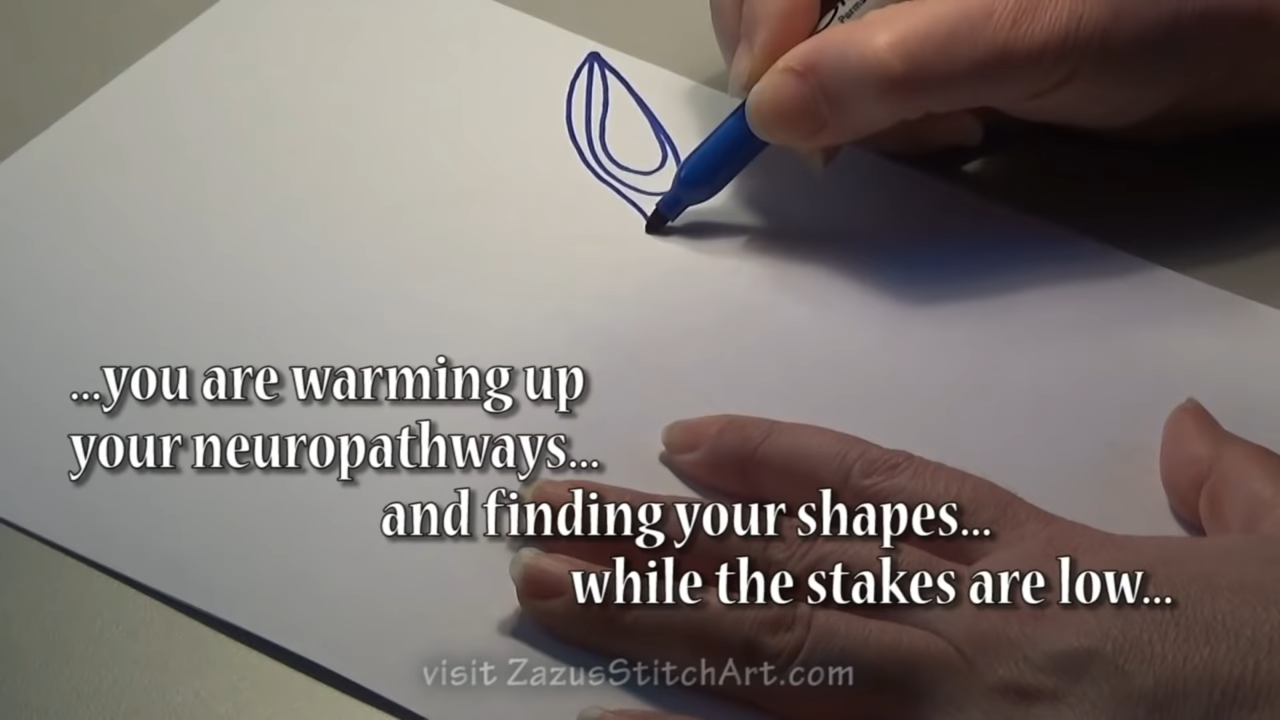 ...you are warming up
your neuropathways...
and finding your shapes...
while the stakes are low...
visit ZazusStitchArt.com